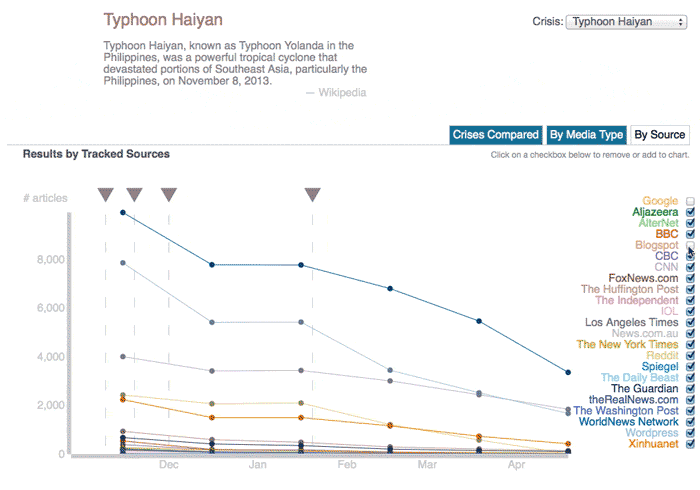 Typhoon Haiyan
Crisis: Typhoon Haiyan
Typhoon Haiyan, known as Typhoon Yolanda in the
Philippines, was a powerful tropical cyclone that
devastated portions of Southeast Asia, particularly the
Philippines, on November 8, 2013.
— Wikipedia
Crises Compared
By Media Type
By Source
Results by Tracked Sources
Click on a checkbox below to remove or add to chart.
# articles
8,000
6,000
4,000
2,000
0
Dec
Jan
Feb
Mar
Apr
Google
Aljazeera
AlterNet
BBC
Blogspot
CBC
CNN
FoxNews.com
The Huffington Post
The Independent
IOL
Los Angeles Times
News.com.au
The New York Times
Reddit
Spiegel
The Daily Beast
The Guardian
theRealNews.com
The Washington Post
WorldNews Network
Wordpress
Xinhuanet